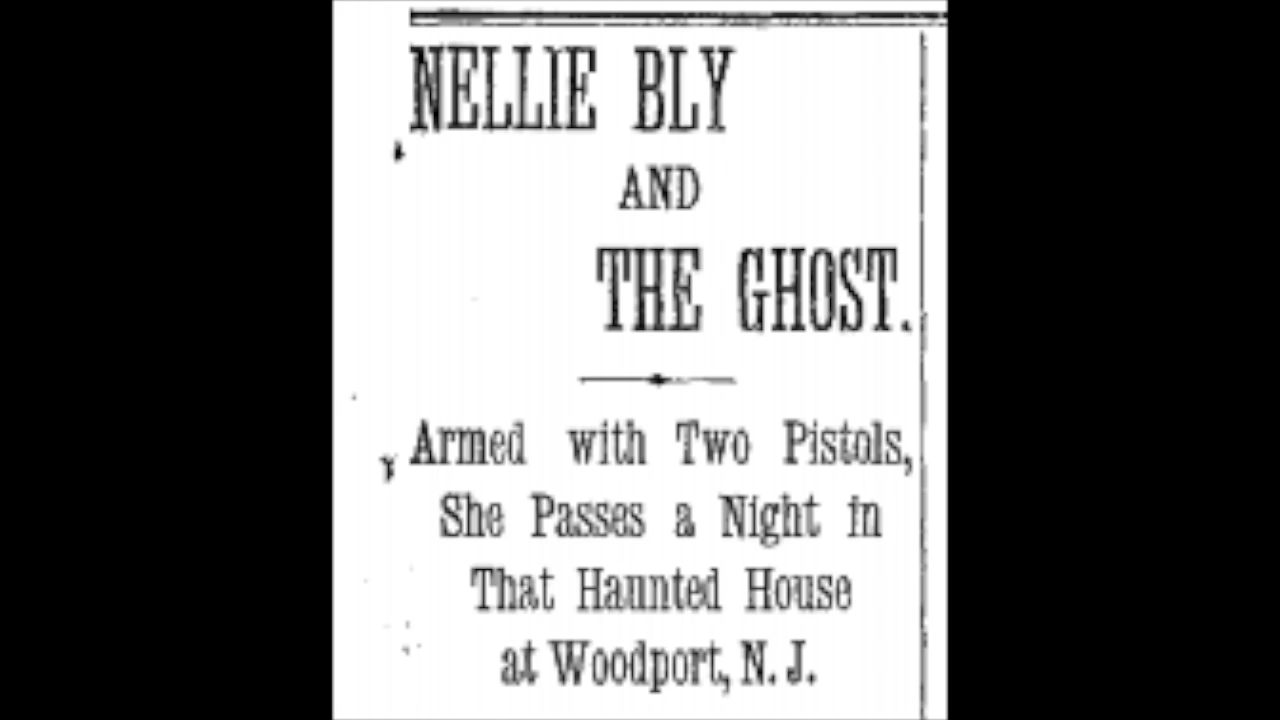 NELLIE BLY
AND
THE GHOST.
Armed with Two Pistols,
She Passes a Night in
That Haunted House
at Woodport, N. J.